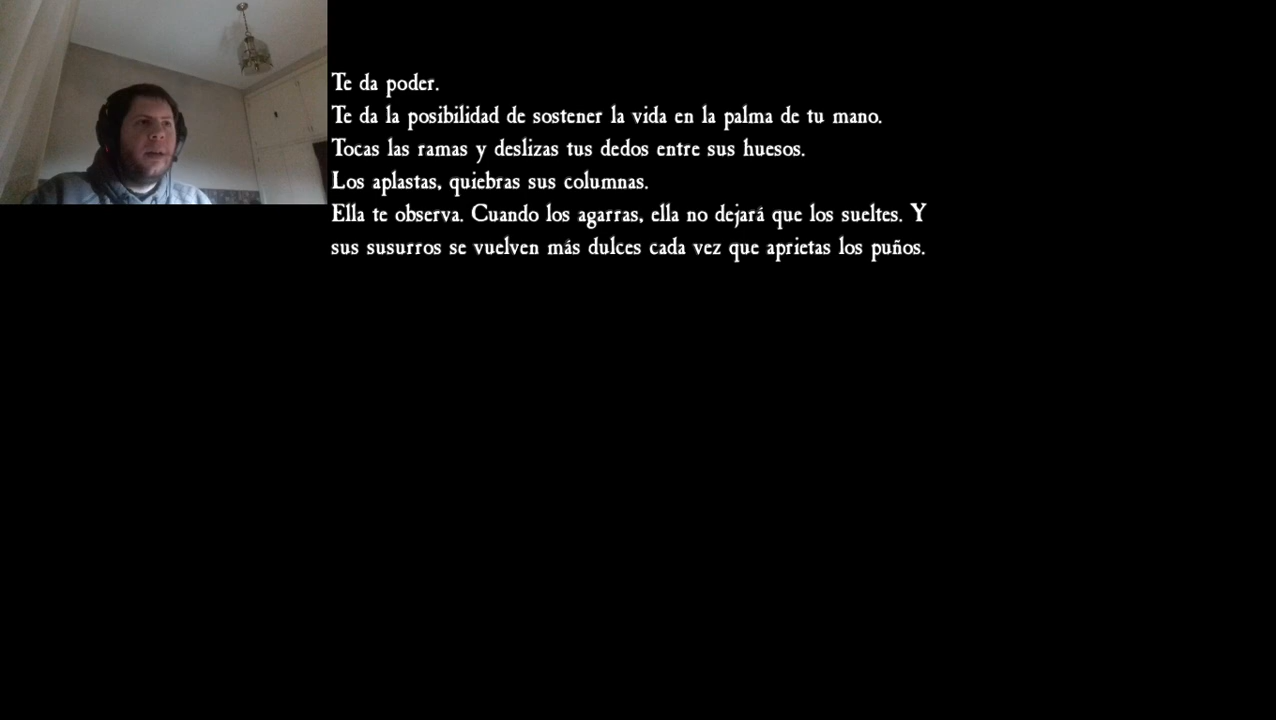 Te da poder.
Te da la posibilidad de sostener la vida en la palma de tu mano.
Tocas las ramas y deslizas tus dedos entre sus huesos.
Los aplastas, quiebras sus columnas.
Ella te observa. Cuando los agarras, ella no dejará que los sueltes. Y
sus susurros se vuelven más dulces cada vez que aprietas los puños.